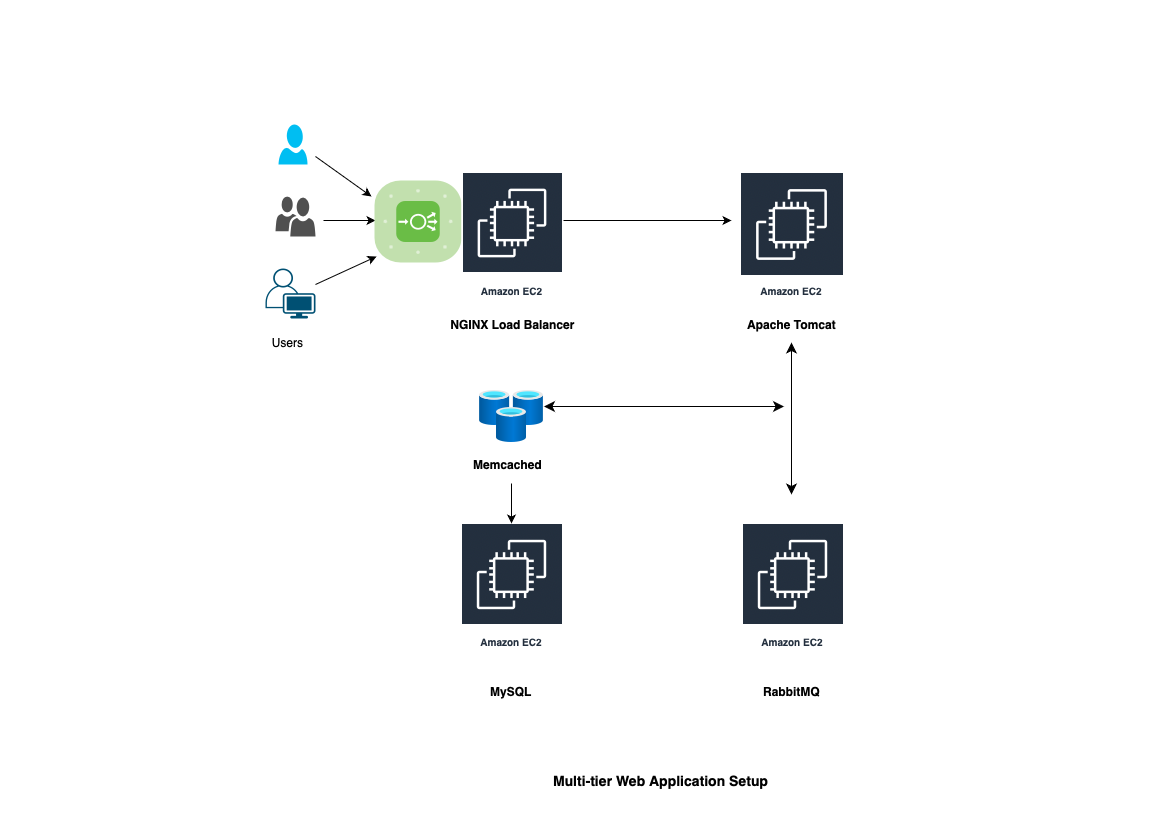 Users
Amazon EC2
NGINX Load Balancer
Amazon EC2
Apache Tomcat
Memcached
Amazon EC2
MySQL
Amazon EC2
RabbitMQ
Multi-tier Web Application Setup